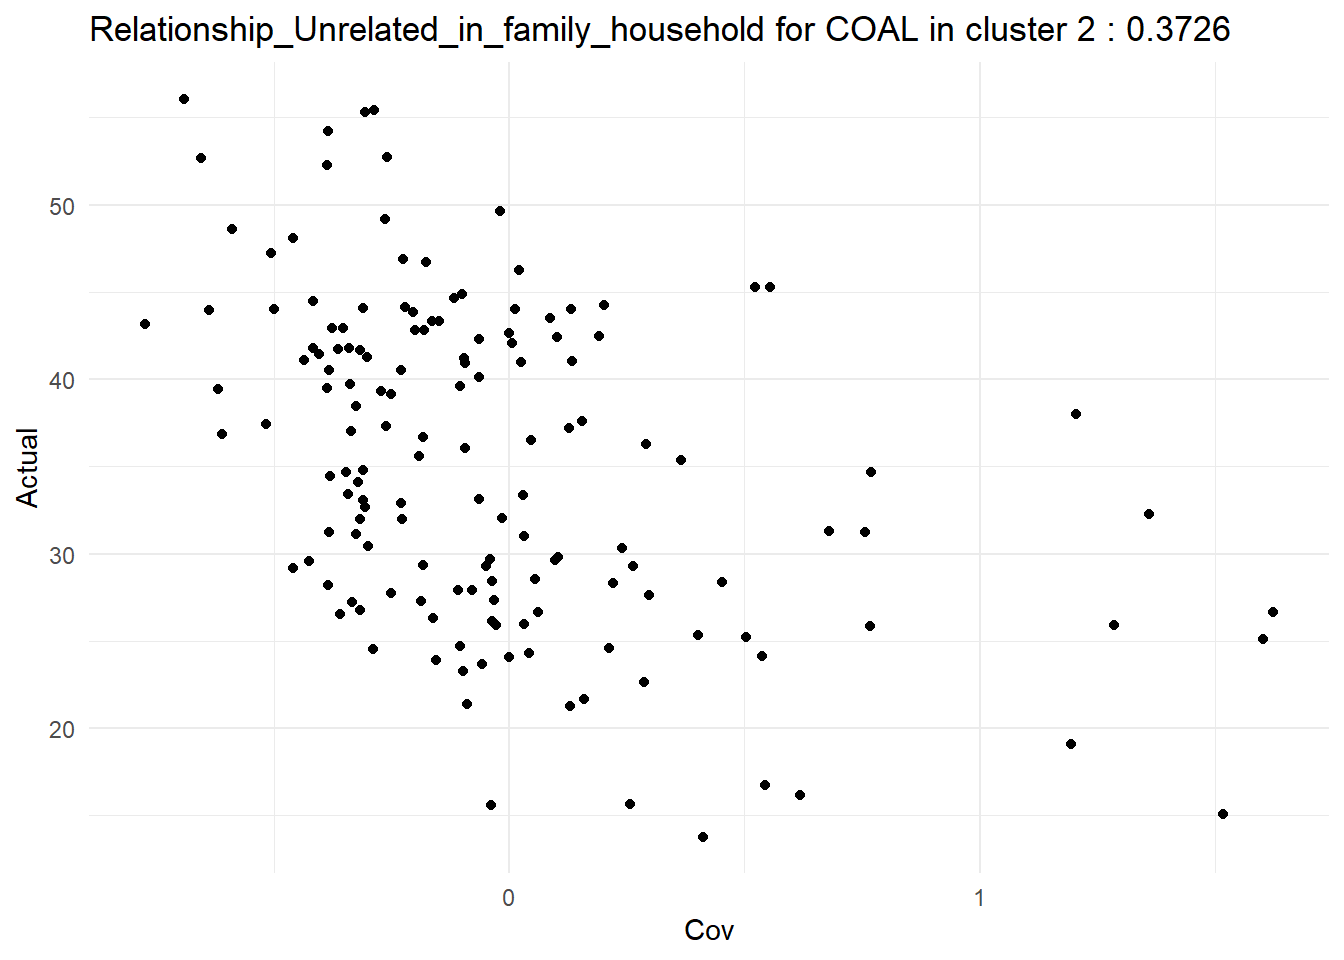 Relationship_Unrelated_in_family_household for COAL in cluster 2 : 0.3726
50
40
30
20
Actual
0
1
Cov